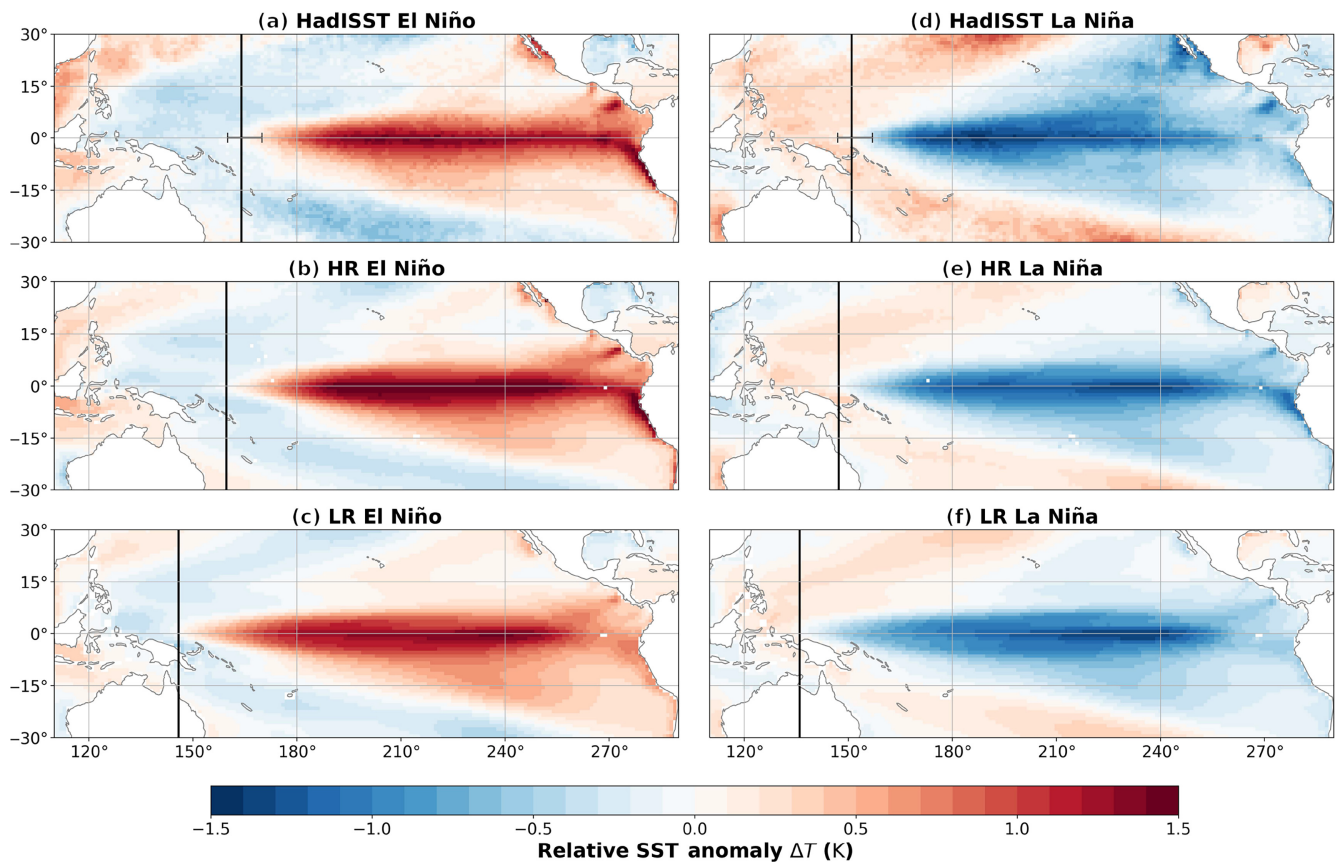 (a) HadISST El Niño
(d) HadISST La Niña
30°
15°
0°
−15°
−30°
(b) HR El Niño
(e) HR La Niña
30°
15°
0°
−15°
−30°
(c) LR El Niño
(f) LR La Niña
30°
15°
0°
−15°
−30°
120° 150° 180° 210° 240° 270° 120° 150° 180° 210° 240° 270°
−1.5 −1.0 −0.5 0.0 0.5 1.0 1.5
Relative SST anomaly ΔT (K)